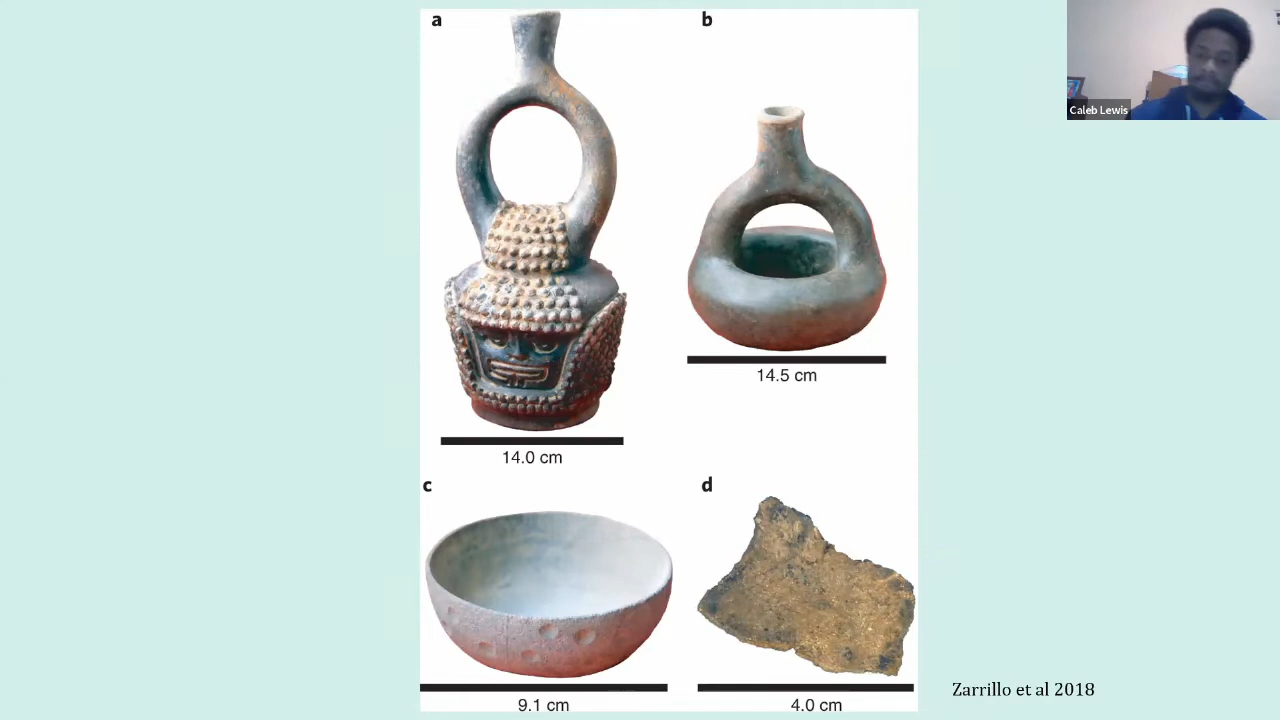 a
b
Caleb Lewis
14.5 cm
14.0 cm
c
d
Zarrillo et al 2018
9.1 cm
4.0 cm